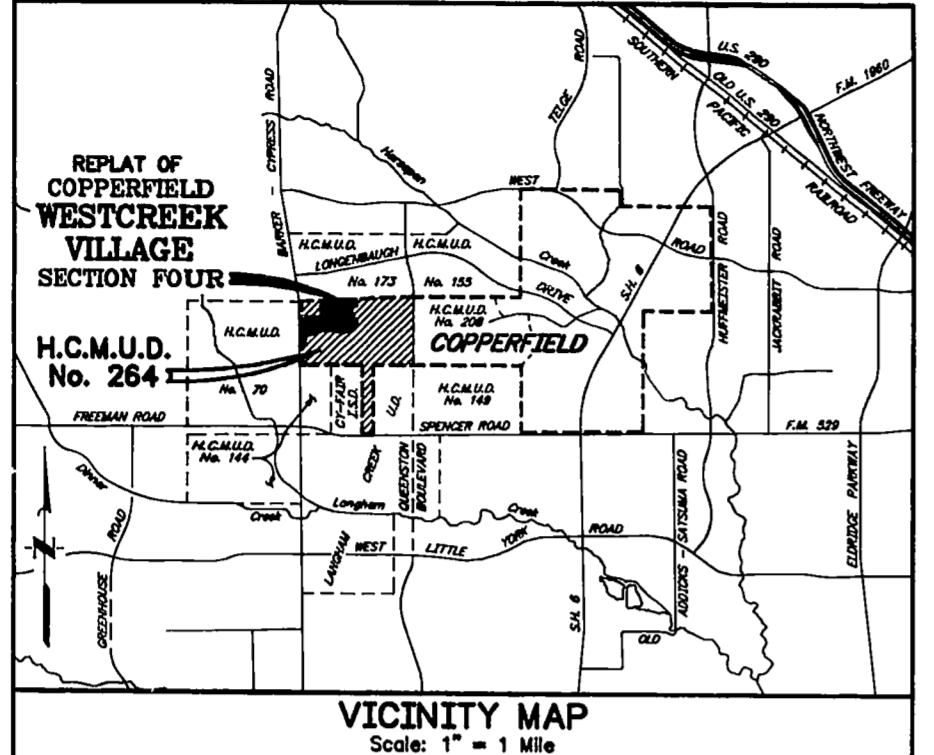 U.S. 290
SOUTHERN
PACIFIC
RAILROAD
OLD U.S. 290
F.M. 1960
NORTHWEST FREEWAY
TELGE
ROAD
BARKER - CYPRESS ROAD
REPLAT OF
COPPERFIELD
WESTCREEK
VILLAGE
SECTION FOUR
H.C.M.U.D.
No. 264
WEST
ROAD
Creek
H.C.M.U.D.
No. 173
H.C.M.U.D.
No. 155
LONGENBAUGH
DRIVE
S.H. 6
HUFFMEISTER ROAD
JACKRABBIT ROAD
H.C.M.U.D.
No. 70
H.C.M.U.D.
No. 208
COPPERFIELD
CY-FAIR
I.S.D.
U.D.
H.C.M.U.D.
No. 149
FREEMAN ROAD
SPENCER ROAD
F.M. 529
H.C.M.U.D.
No. 144
CREEK
QUEENSTON
BOULEVARD
Dinner
Creek
Langham
Creek
LANGHAM
WEST LITTLE YORK ROAD
GREENHOUSE
ROAD
S.H. 6
ADDICKS - SATSUMA ROAD
ELDRIDGE PARKWAY
OLD
N
VICINITY MAP
Scale: 1" = 1 Mile